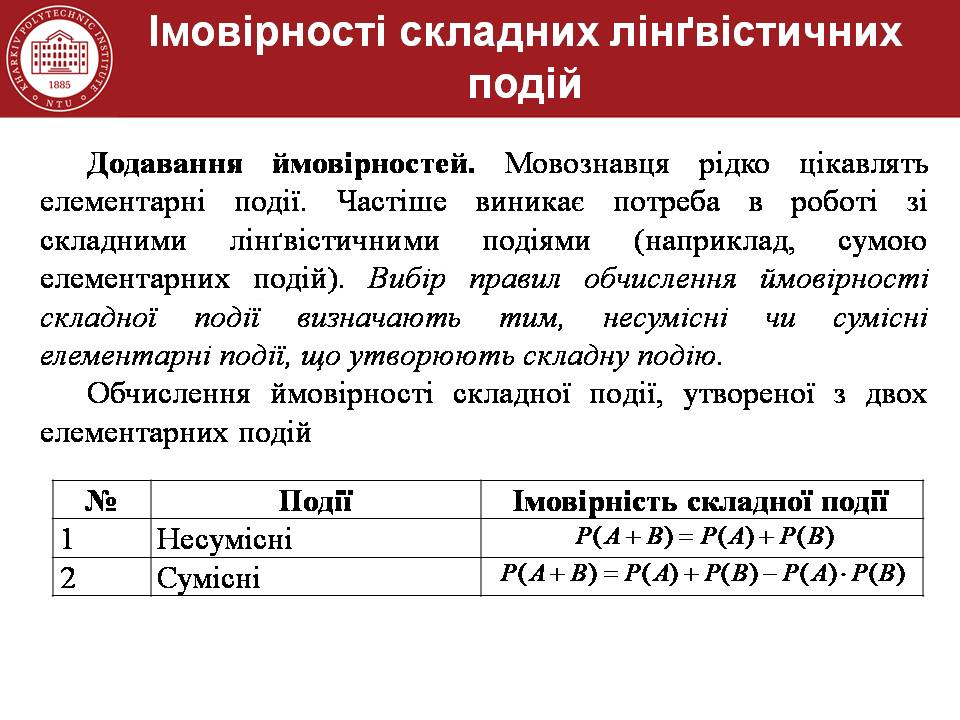 KHARKIV POLYTECHNIC INSTITUTE
1885
NTU
Імовірності складних лінґвістичних
подій
Додавання ймовірностей. Мовознавця рідко цікавлять
елементарні події. Частіше виникає потреба в роботі зі
складними лінґвістичними подіями (наприклад, сумою
елементарних подій). Вибір правил обчислення ймовірності
складної події визначають тим, несумісні чи сумісні
елементарні події, що утворюють складну подію.
Обчислення ймовірності складної події, утвореної з двох
елементарних подій
№ Події Імовірність складної події
1 Несумісні P(A + B) = P(A) + P(B)
2 Сумісні P(A + B) = P(A) + P(B) − P(A)· P(B)